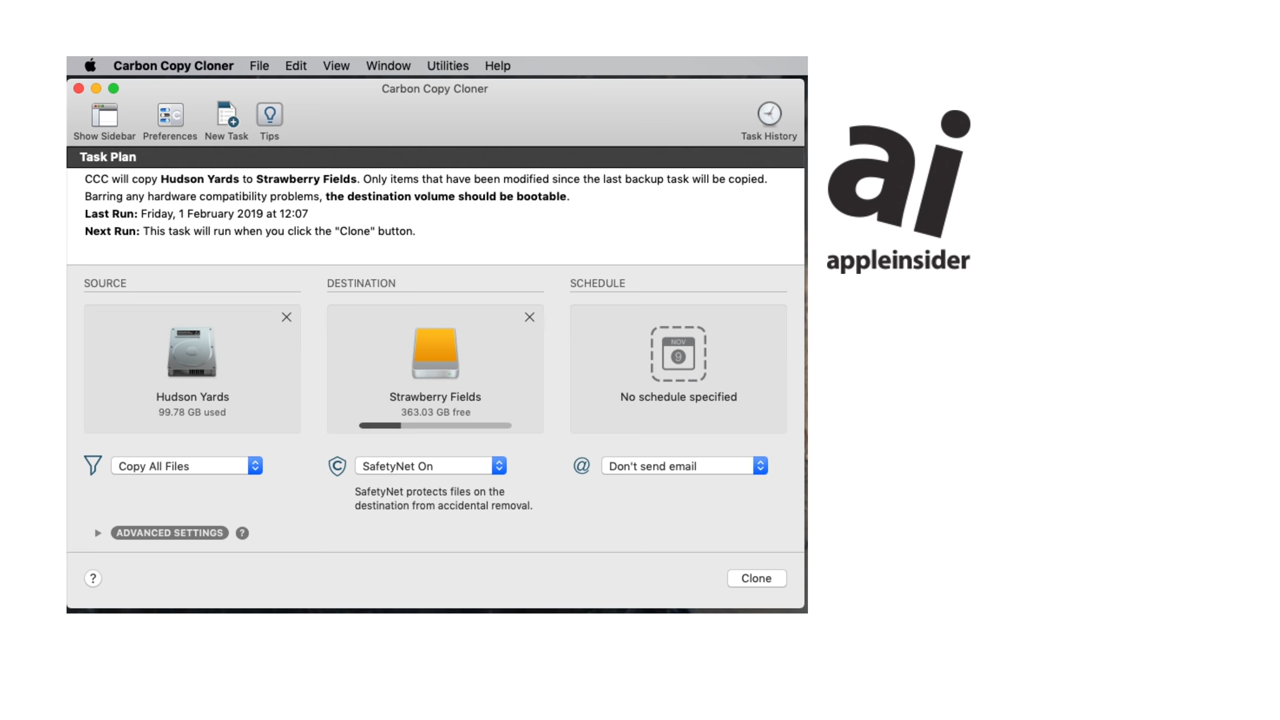 Carbon Copy Cloner File Edit View Window Utilities Help
Carbon Copy Cloner
Show Sidebar Preferences New Task Tips Task History
Task Plan
CCC will copy Hudson Yards to Strawberry Fields. Only items that have been modified since the last backup task will be copied.
Barring any hardware compatibility problems, the destination volume should be bootable.
Last Run: Friday, 1 February 2019 at 12:07
Next Run: This task will run when you click the "Clone" button.
SOURCE DESTINATION SCHEDULE
NOV
9
Hudson Yards Strawberry Fields No schedule specified
99.78 GB used 363.03 GB free
Copy All Files SafetyNet On @ Don't send email
SafetyNet protects files on the
destination from accidental removal.
ADVANCED SETTINGS ?
? Clone
ai
appleinsider